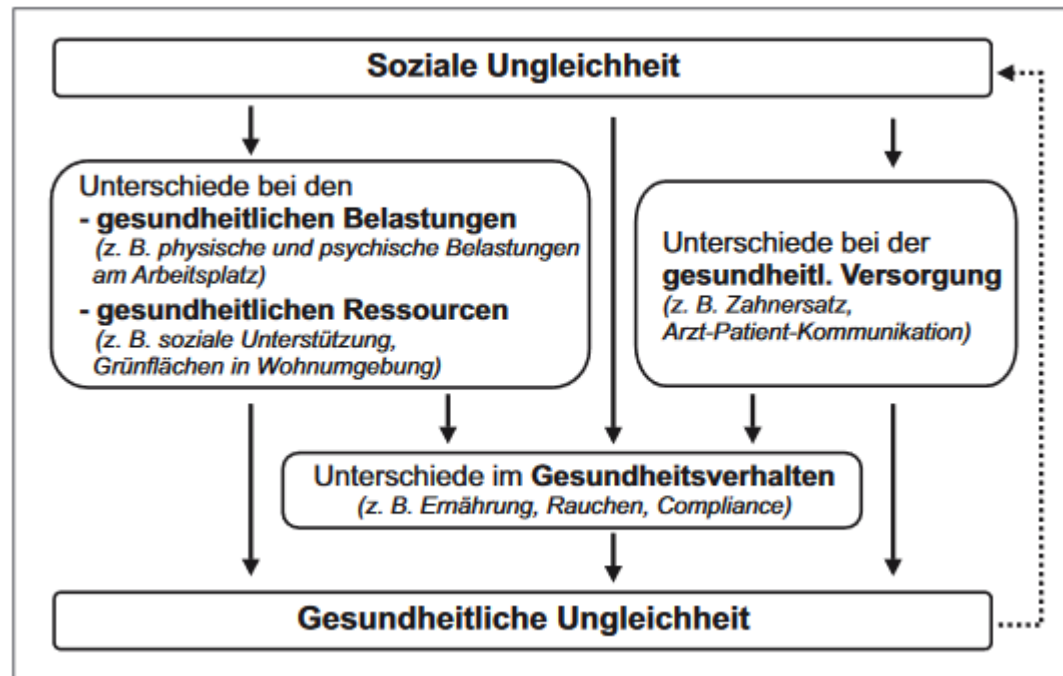 Soziale Ungleichheit
Unterschiede bei den
- gesundheitlichen Belastungen
(z. B. physische und psychische Belastungen
am Arbeitsplatz)
- gesundheitlichen Ressourcen
(z. B. soziale Unterstützung,
Grünflächen in Wohnumgebung)
Unterschiede bei der
gesundheitl. Versorgung
(z. B. Zahnersatz,
Arzt-Patient-Kommunikation)
Unterschiede im Gesundheitsverhalten
(z. B. Ernährung, Rauchen, Compliance)
Gesundheitliche Ungleichheit